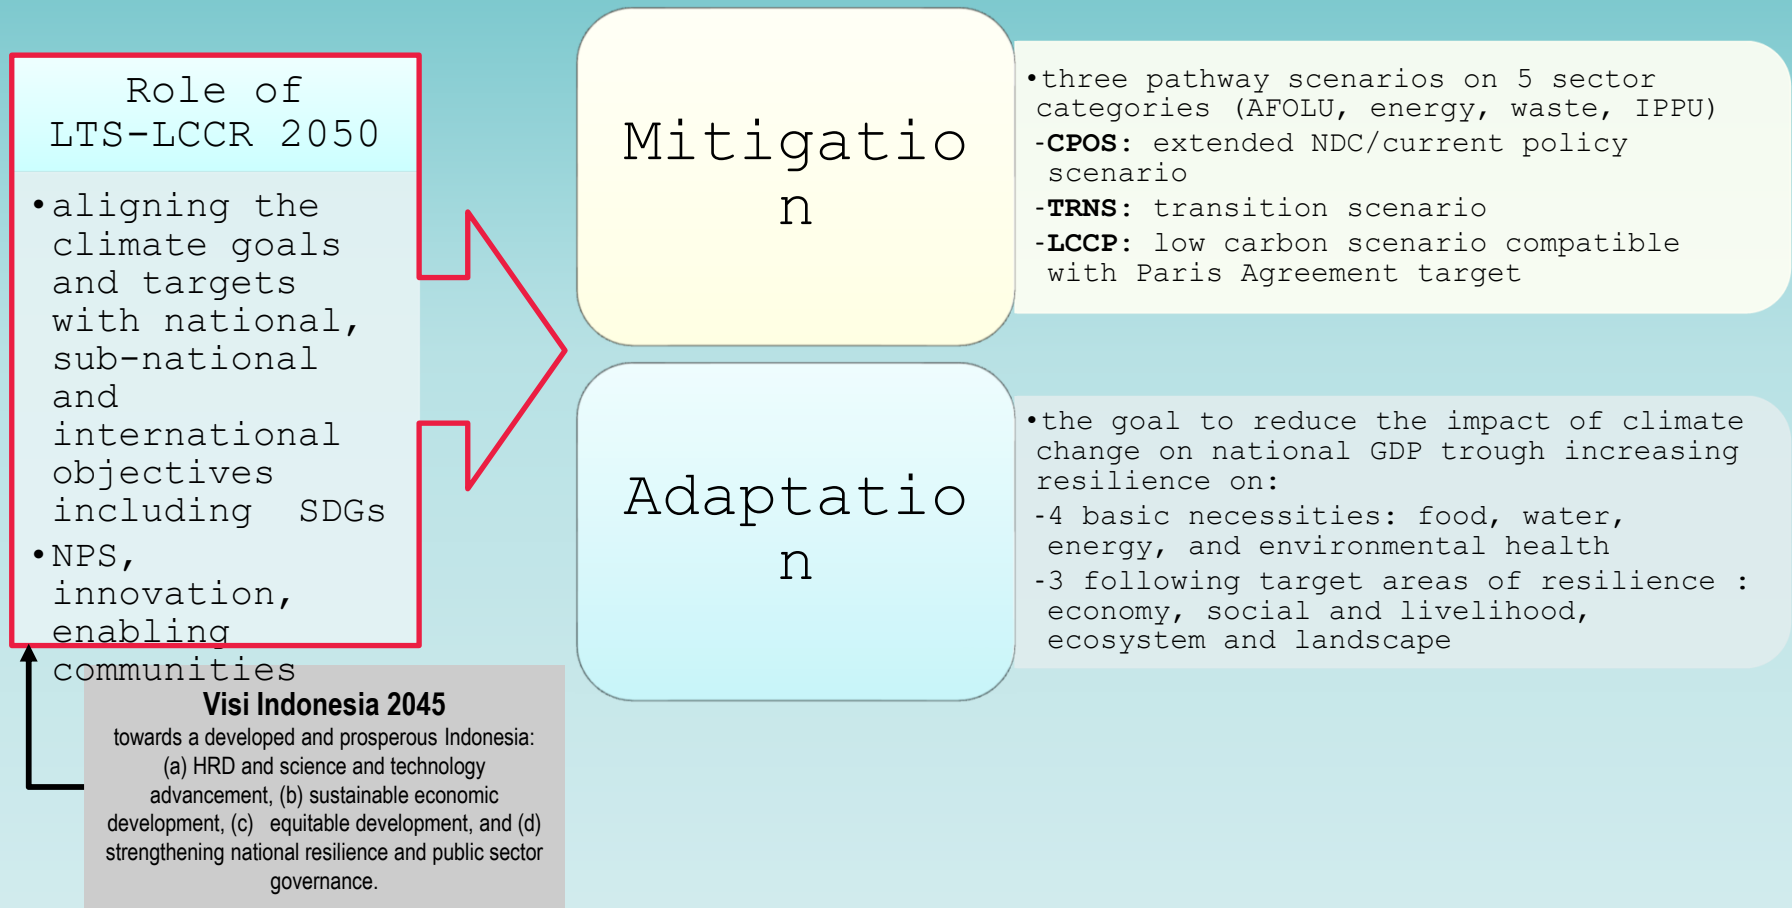 Role of
LTS-LCCR 2050
•aligning the
climate goals
and targets
with national,
sub-national
and
international
objectives
including SDGs
•NPS,
innovation,
enabling
communities
Visi Indonesia 2045
towards a developed and prosperous Indonesia:
(a) HRD and science and technology
advancement, (b) sustainable economic
development, (c) equitable development, and (d)
strengthening national resilience and public sector
governance.
Mitigatio
n
•three pathway scenarios on 5 sector
categories (AFOLU, energy, waste, IPPU)
-CPOS: extended NDC/current policy
scenario
-TRNS: transition scenario
-LCCP: low carbon scenario compatible
with Paris Agreement target
Adaptatio
n
•the goal to reduce the impact of climate
change on national GDP trough increasing
resilience on:
-4 basic necessities: food, water,
energy, and environmental health
-3 following target areas of resilience :
economy, social and livelihood,
ecosystem and landscape